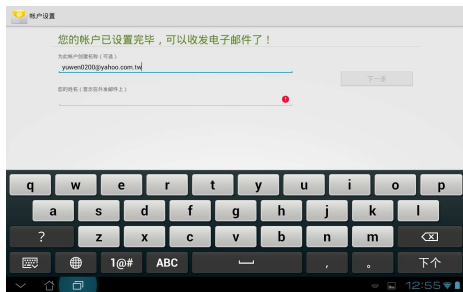 帐户设置
您的帐户已设置完毕，可以收发电子邮件了！
为此帐户创建名称（可选）
yuwen0200@yahoo.com.tw
下一步
您的姓名（显示在外发邮件上）
q w e r t y u i o p
a s d f g h j k l
? z x c v b n m
1@# ABC , 。 下个
12:55